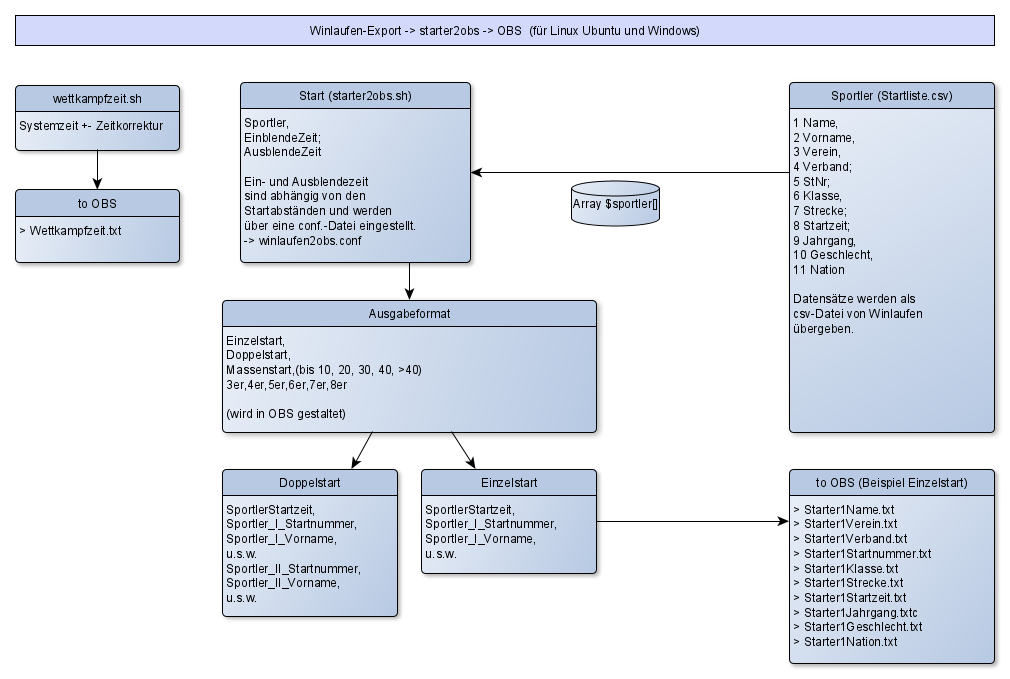 Winlaufen-Export -> starter2obs -> OBS (für Linux Ubuntu und Windows)
wettkampfzeit.sh
Systemzeit +- Zeitkorrektur
to OBS
> Wettkampfzeit.txt
Start (starter2obs.sh)
Sportler,
EinblendeZeit;
AusblendeZeit
Ein- und Ausblendezeit
sind abhängig von den
Startabständen und werden
über eine conf.-Datei eingestellt.
-> winlaufen2obs.conf
Array $sportler[]
Sportler (Startliste.csv)
1 Name,
2 Vorname,
3 Verein,
4 Verband;
5 StNr;
6 Klasse,
7 Strecke;
8 Startzeit;
9 Jahrgang,
10 Geschlecht,
11 Nation
Datensätze werden als
csv-Datei von Winlaufen
übergeben.
Ausgabeformat
Einzelstart,
Doppelstart,
Massenstart,(bis 10, 20, 30, 40, >40)
3er,4er,5er,6er,7er,8er
(wird in OBS gestaltet)
Doppelstart
SportlerStartzeit,
Sportler_I_Startnummer,
Sportler_I_Vorname,
u.s.w.
Sportler_II_Startnummer,
Sportler_II_Vorname,
u.s.w.
Einzelstart
SportlerStartzeit,
Sportler_I_Startnummer,
Sportler_I_Vorname,
u.s.w.
to OBS (Beispiel Einzelstart)
> Starter1Name.txt
> Starter1Verein.txt
> Starter1Verband.txt
> Starter1Startnummer.txt
> Starter1Klasse.txt
> Starter1Strecke.txt
> Starter1Startzeit.txt
> Starter1Jahrgang.txtc
> Starter1Geschlecht.txt
> Starter1Nation.txt